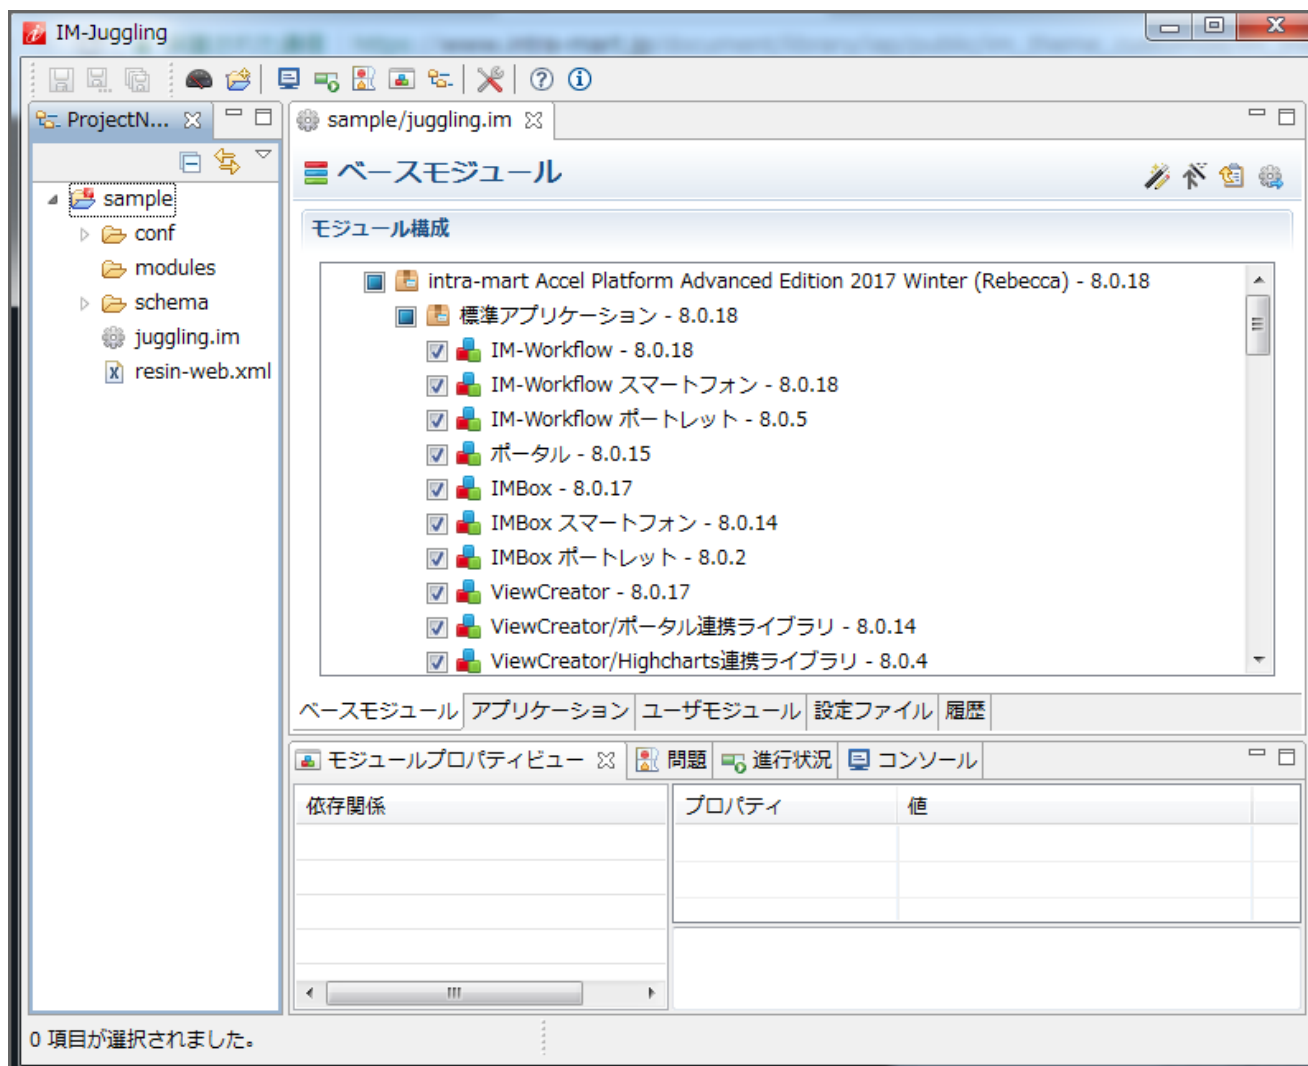 IM-Juggling
ProjectN...
sample
conf
modules
schema
juggling.im
resin-web.xml
sample/juggling.im
ベースモジュール
モジュール構成
intra-mart Accel Platform Advanced Edition 2017 Winter (Rebecca) - 8.0.18
標準アプリケーション - 8.0.18
IM-Workflow - 8.0.18
IM-Workflow スマートフォン - 8.0.18
IM-Workflow ポートレット - 8.0.5
ポータル - 8.0.15
IMBox - 8.0.17
IMBox スマートフォン - 8.0.14
IMBox ポートレット - 8.0.2
ViewCreator - 8.0.17
ViewCreator/ポータル連携ライブラリ - 8.0.14
ViewCreator/Highcharts連携ライブラリ - 8.0.4
ベースモジュール アプリケーション ユーザモジュール 設定ファイル 履歴
モジュールプロパティビュー 問題 進行状況 コンソール
依存関係 プロパティ 値
0 項目が選択されました。